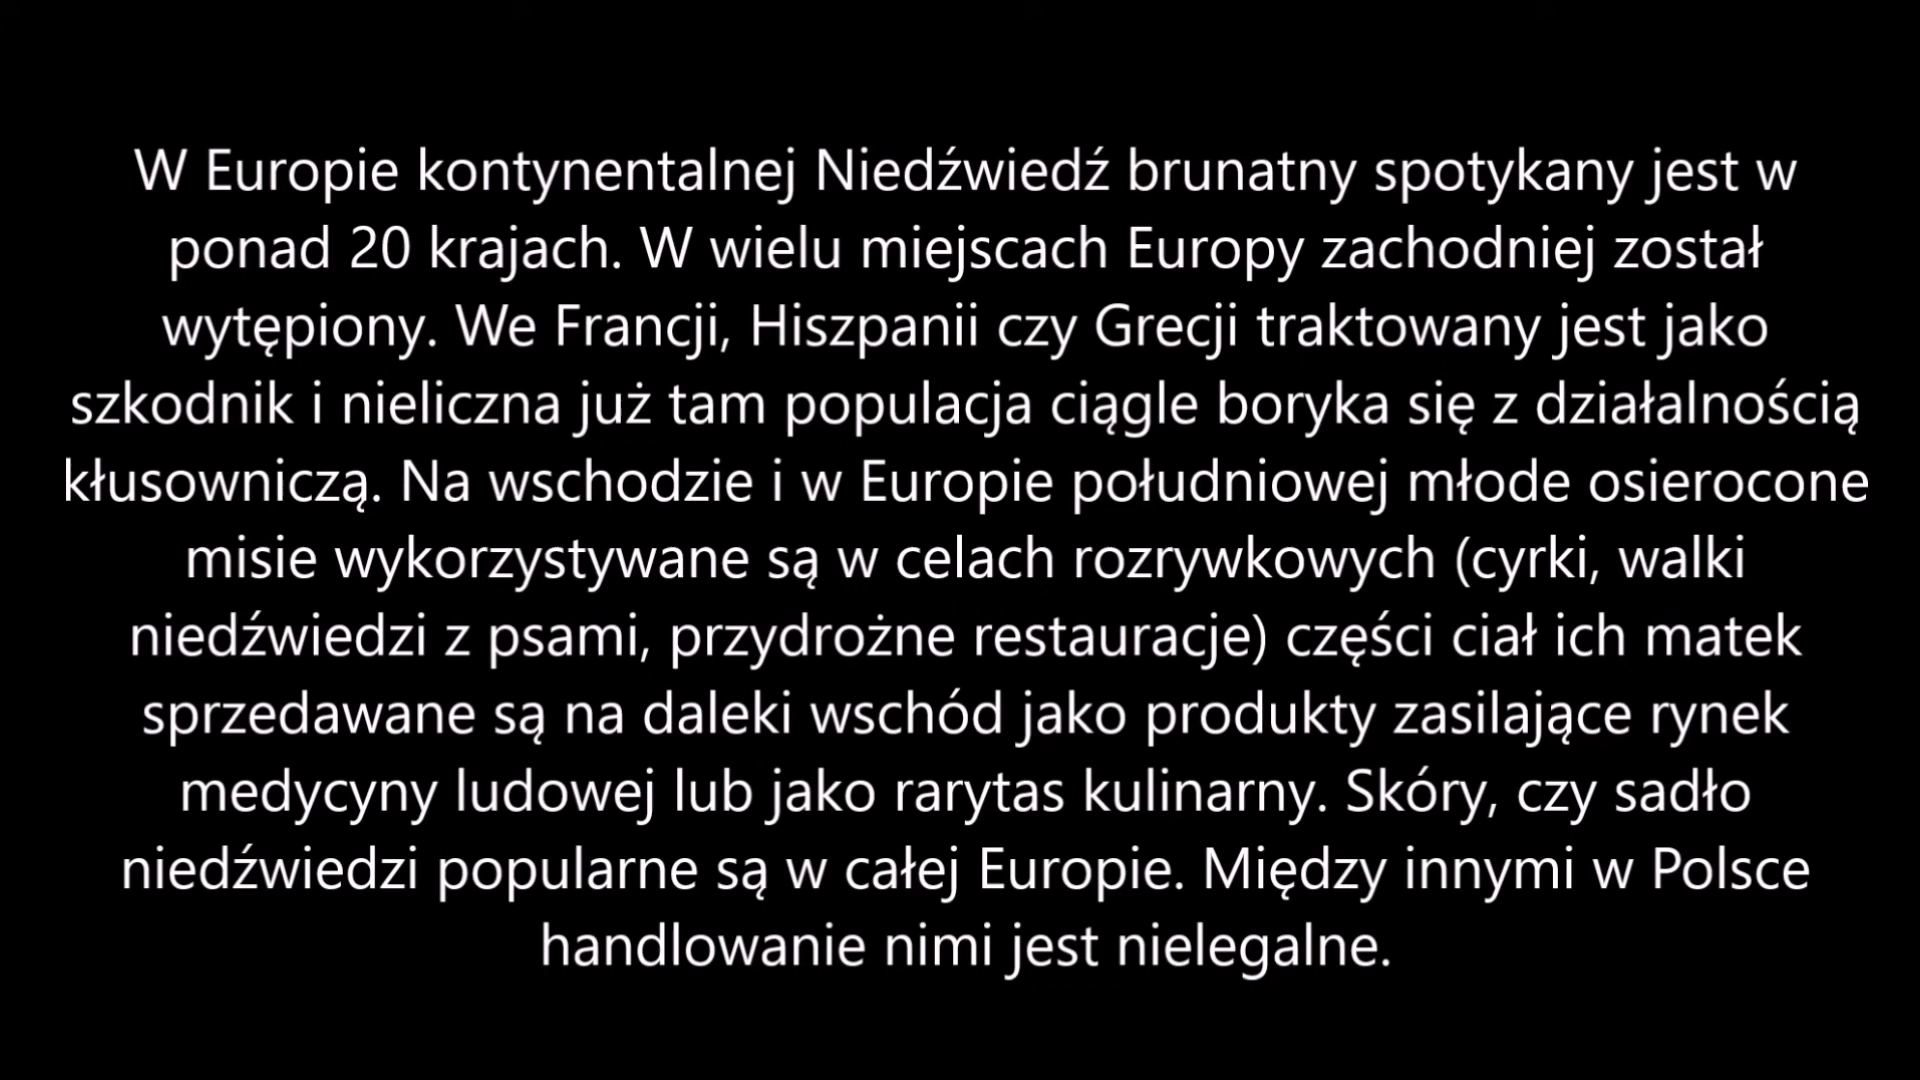 W Europie kontynentalnej Niedźwiedź brunatny spotykany jest w
ponad 20 krajach. W wielu miejscach Europy zachodniej został
wytępiony. We Francji, Hiszpanii czy Grecji traktowany jest jako
szkodnik i nieliczna już tam populacja ciągle boryka się z działalnością
kłusowniczą. Na wschodzie i w Europie południowej młode osierocone
misie wykorzystywane są w celach rozrywkowych (cyrki, walki
niedźwiedzi z psami, przydrożne restauracje) części ciał ich matek
sprzedawane są na daleki wschód jako produkty zasilające rynek
medycyny ludowej lub jako rarytas kulinarny. Skóry, czy sadło
niedźwiedzi popularne są w całej Europie. Między innymi w Polsce
handlowanie nimi jest nielegalne.